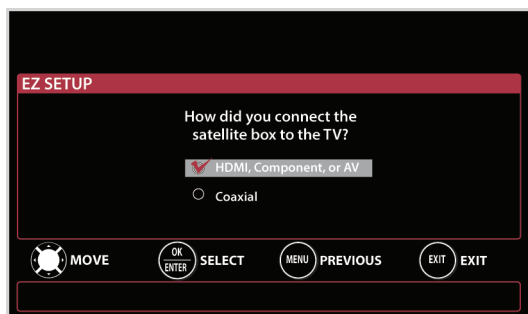 EZ SETUP
How did you connect the
satellite box to the TV?
HDMI, Component, or AV
Coaxial
MOVE OK ENTER SELECT MENU PREVIOUS EXIT EXIT